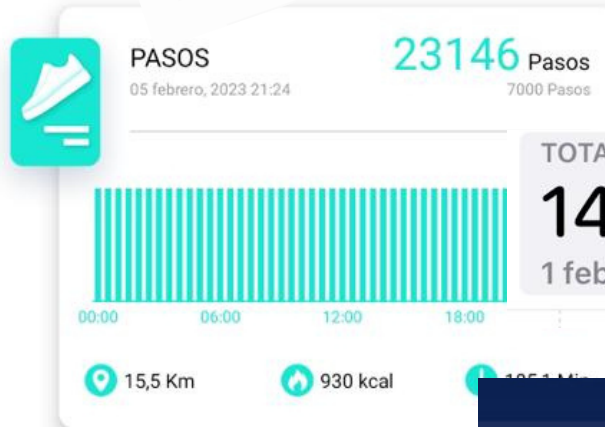 PASOS
23146 Pasos
05 febrero, 2023 21:24
7000 Pasos
14
1 feb
00:00 06:00 12:00 18:00
15,5 Km 930 kcal